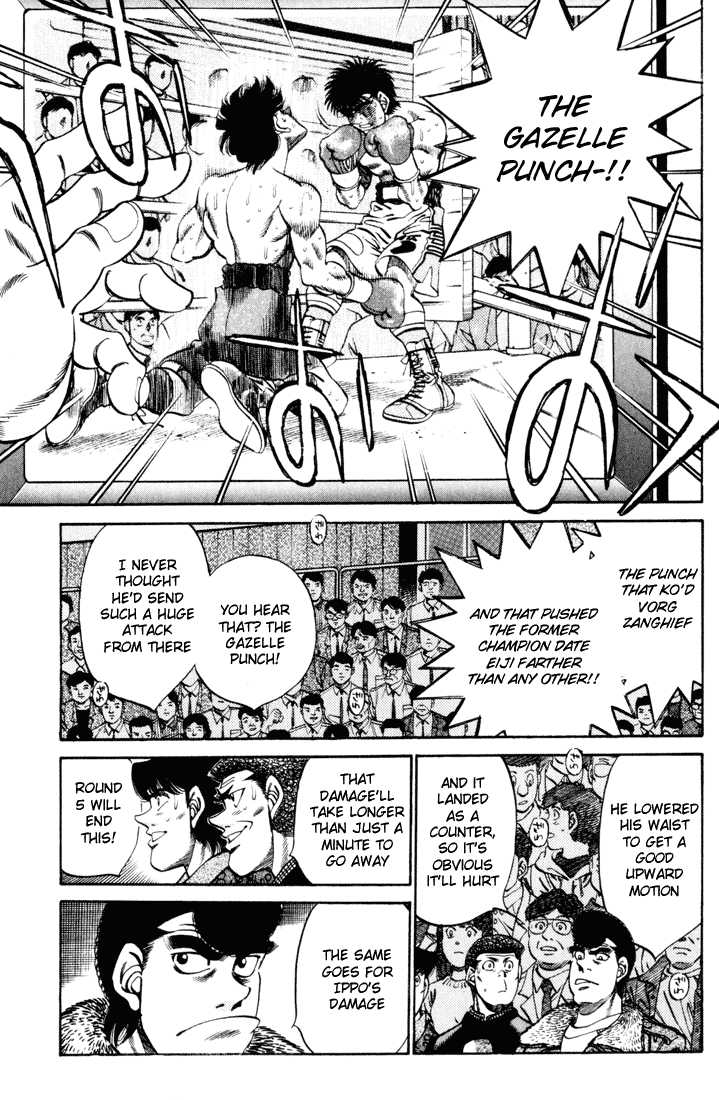 THE
GAZELLE
PUNCH-!!
THE PUNCH
THAT KO'D
VORG
ZANGHIEF
AND THAT PUSHED
THE FORMER
CHAMPION DATE
EIJI FARTHER
THAN ANY OTHER!!
YOU HEAR
THAT? THE
GAZELLE
PUNCH!
I NEVER
THOUGHT
HE'D SEND
SUCH A HUGE
ATTACK
FROM THERE
HE LOWERED
HIS WAIST
TO GET A
GOOD
UPWARD
MOTION
AND IT
LANDED
AS A
COUNTER,
SO IT'S
OBVIOUS
IT'LL HURT
THAT
DAMAGE'LL
TAKE LONGER
THAN JUST A
MINUTE TO
GO AWAY
ROUND
5 WILL
END
THIS!
THE SAME
GOES FOR
IPPO'S
DAMAGE